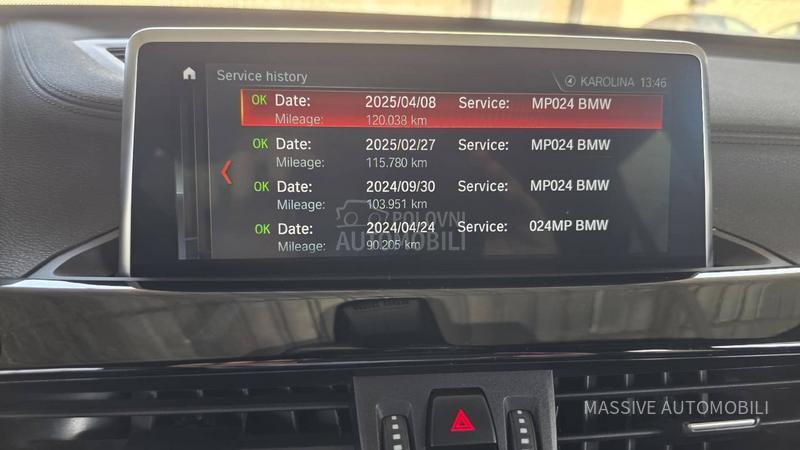 Service history
KAROLINA 13:46
OK Date: 2025/04/08 Service: MP024 BMW
Mileage: 120.038 km
OK Date: 2025/02/27 Service: MP024 BMW
Mileage: 115.780 km
OK Date: 2024/09/30 Service: MP024 BMW
Mileage: 103.951 km
POLOVNI
AUTOMOBILI
OK Date: 2024/04/24 Service: 024MP BMW
Mileage: 90.205 km
MASSIVE AUTOMOBILI